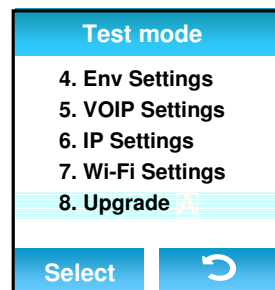 Test mode
4. Env Settings
5. VOIP Settings
6. IP Settings
7. Wi-Fi Settings
8. Upgrade A
Select